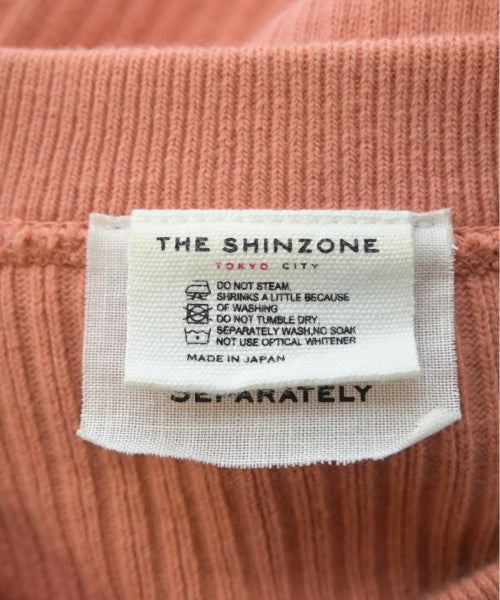 THE SHINZONE
TOKYO CITY
DO NOT STEAM.
SHRINKS A LITTLE BECAUSE
OF WASHING
DO NOT TUMBLE DRY.
SEPARATELY WASH, NO SOAK
NOT USE OPTICAL WHITENER
MADE IN JAPAN
SEPARATELY